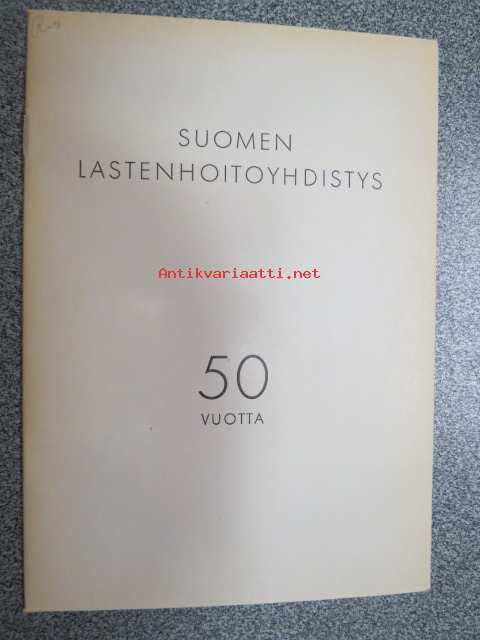 SUOMEN
LASTENHOITOYHDISTYS
Antikvariaatti.net
50
VUOTTA